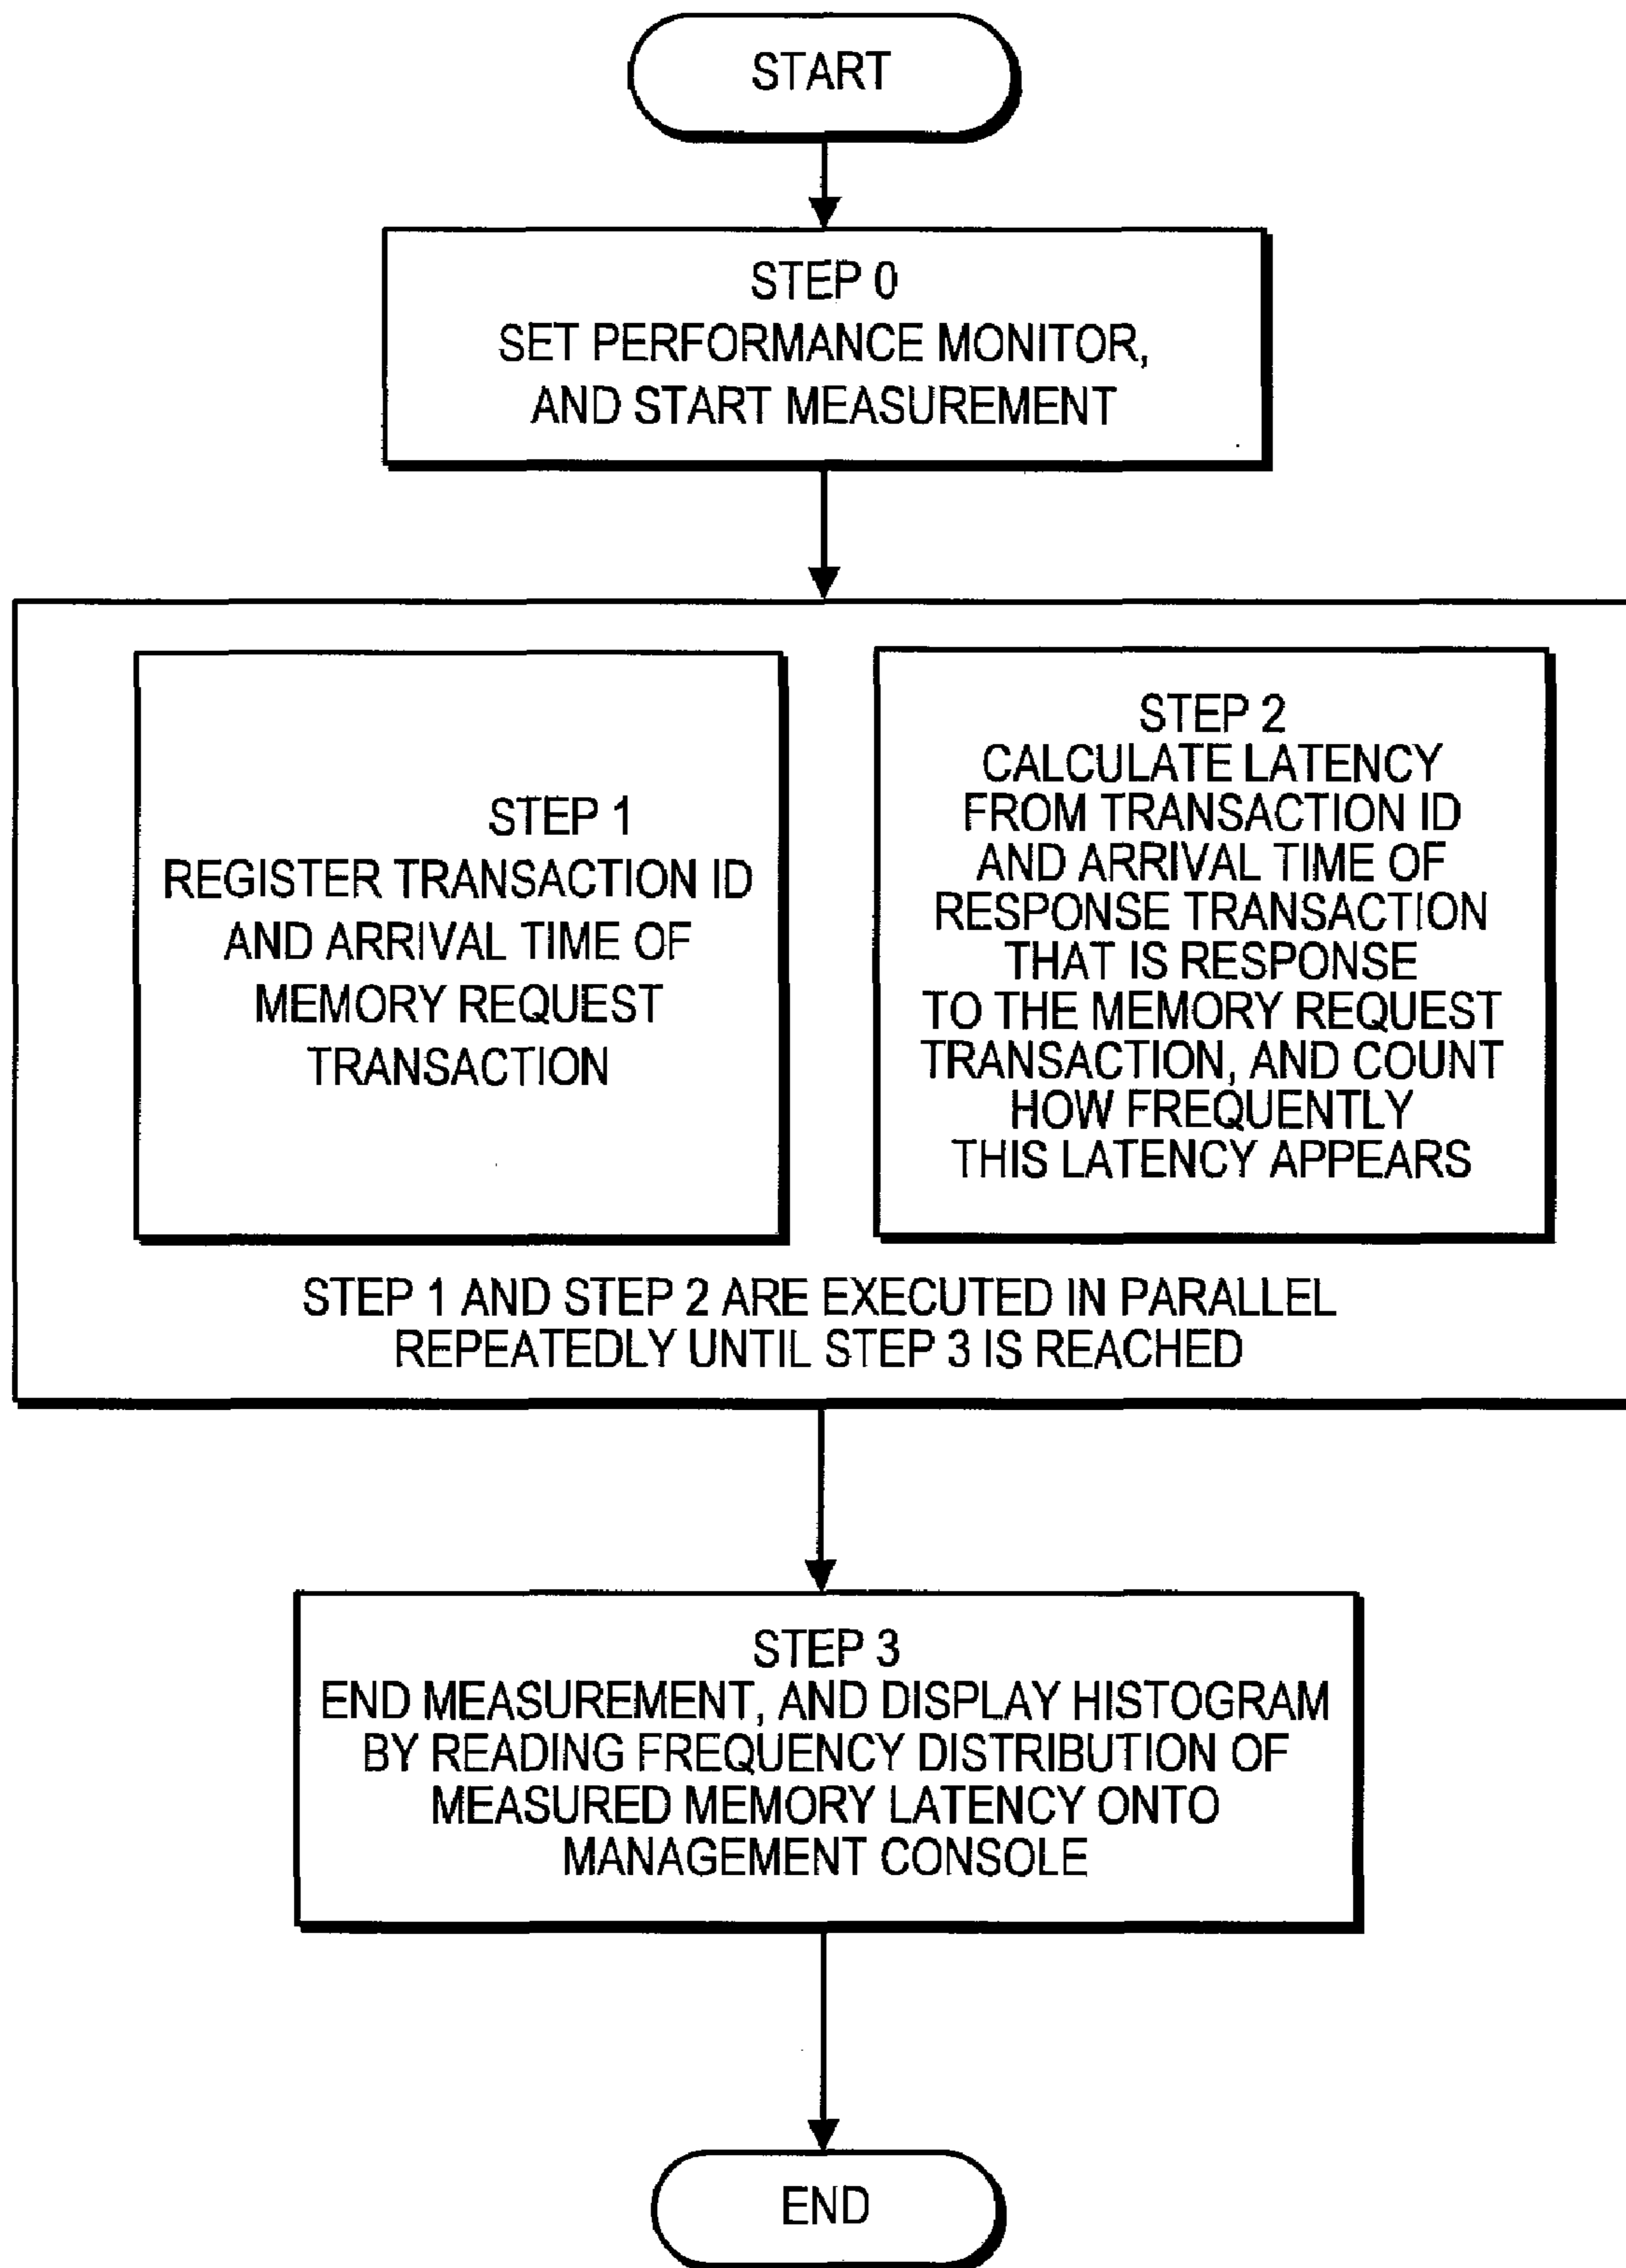 START
STEP 0
SET PERFORMANCE MONITOR,
AND START MEASUREMENT
STEP 1
REGISTER TRANSACTION ID
AND ARRIVAL TIME OF
MEMORY REQUEST
TRANSACTION
STEP 2
CALCULATE LATENCY
FROM TRANSACTION ID
AND ARRIVAL TIME OF
RESPONSE TRANSACTION
THAT IS RESPONSE
TO THE MEMORY REQUEST
TRANSACTION, AND COUNT
HOW FREQUENTLY
THIS LATENCY APPEARS
STEP 1 AND STEP 2 ARE EXECUTED IN PARALLEL
REPEATEDLY UNTIL STEP 3 IS REACHED
STEP 3
END MEASUREMENT, AND DISPLAY HISTOGRAM
BY READING FREQUENCY DISTRIBUTION OF
MEASURED MEMORY LATENCY ONTO
MANAGEMENT CONSOLE
END